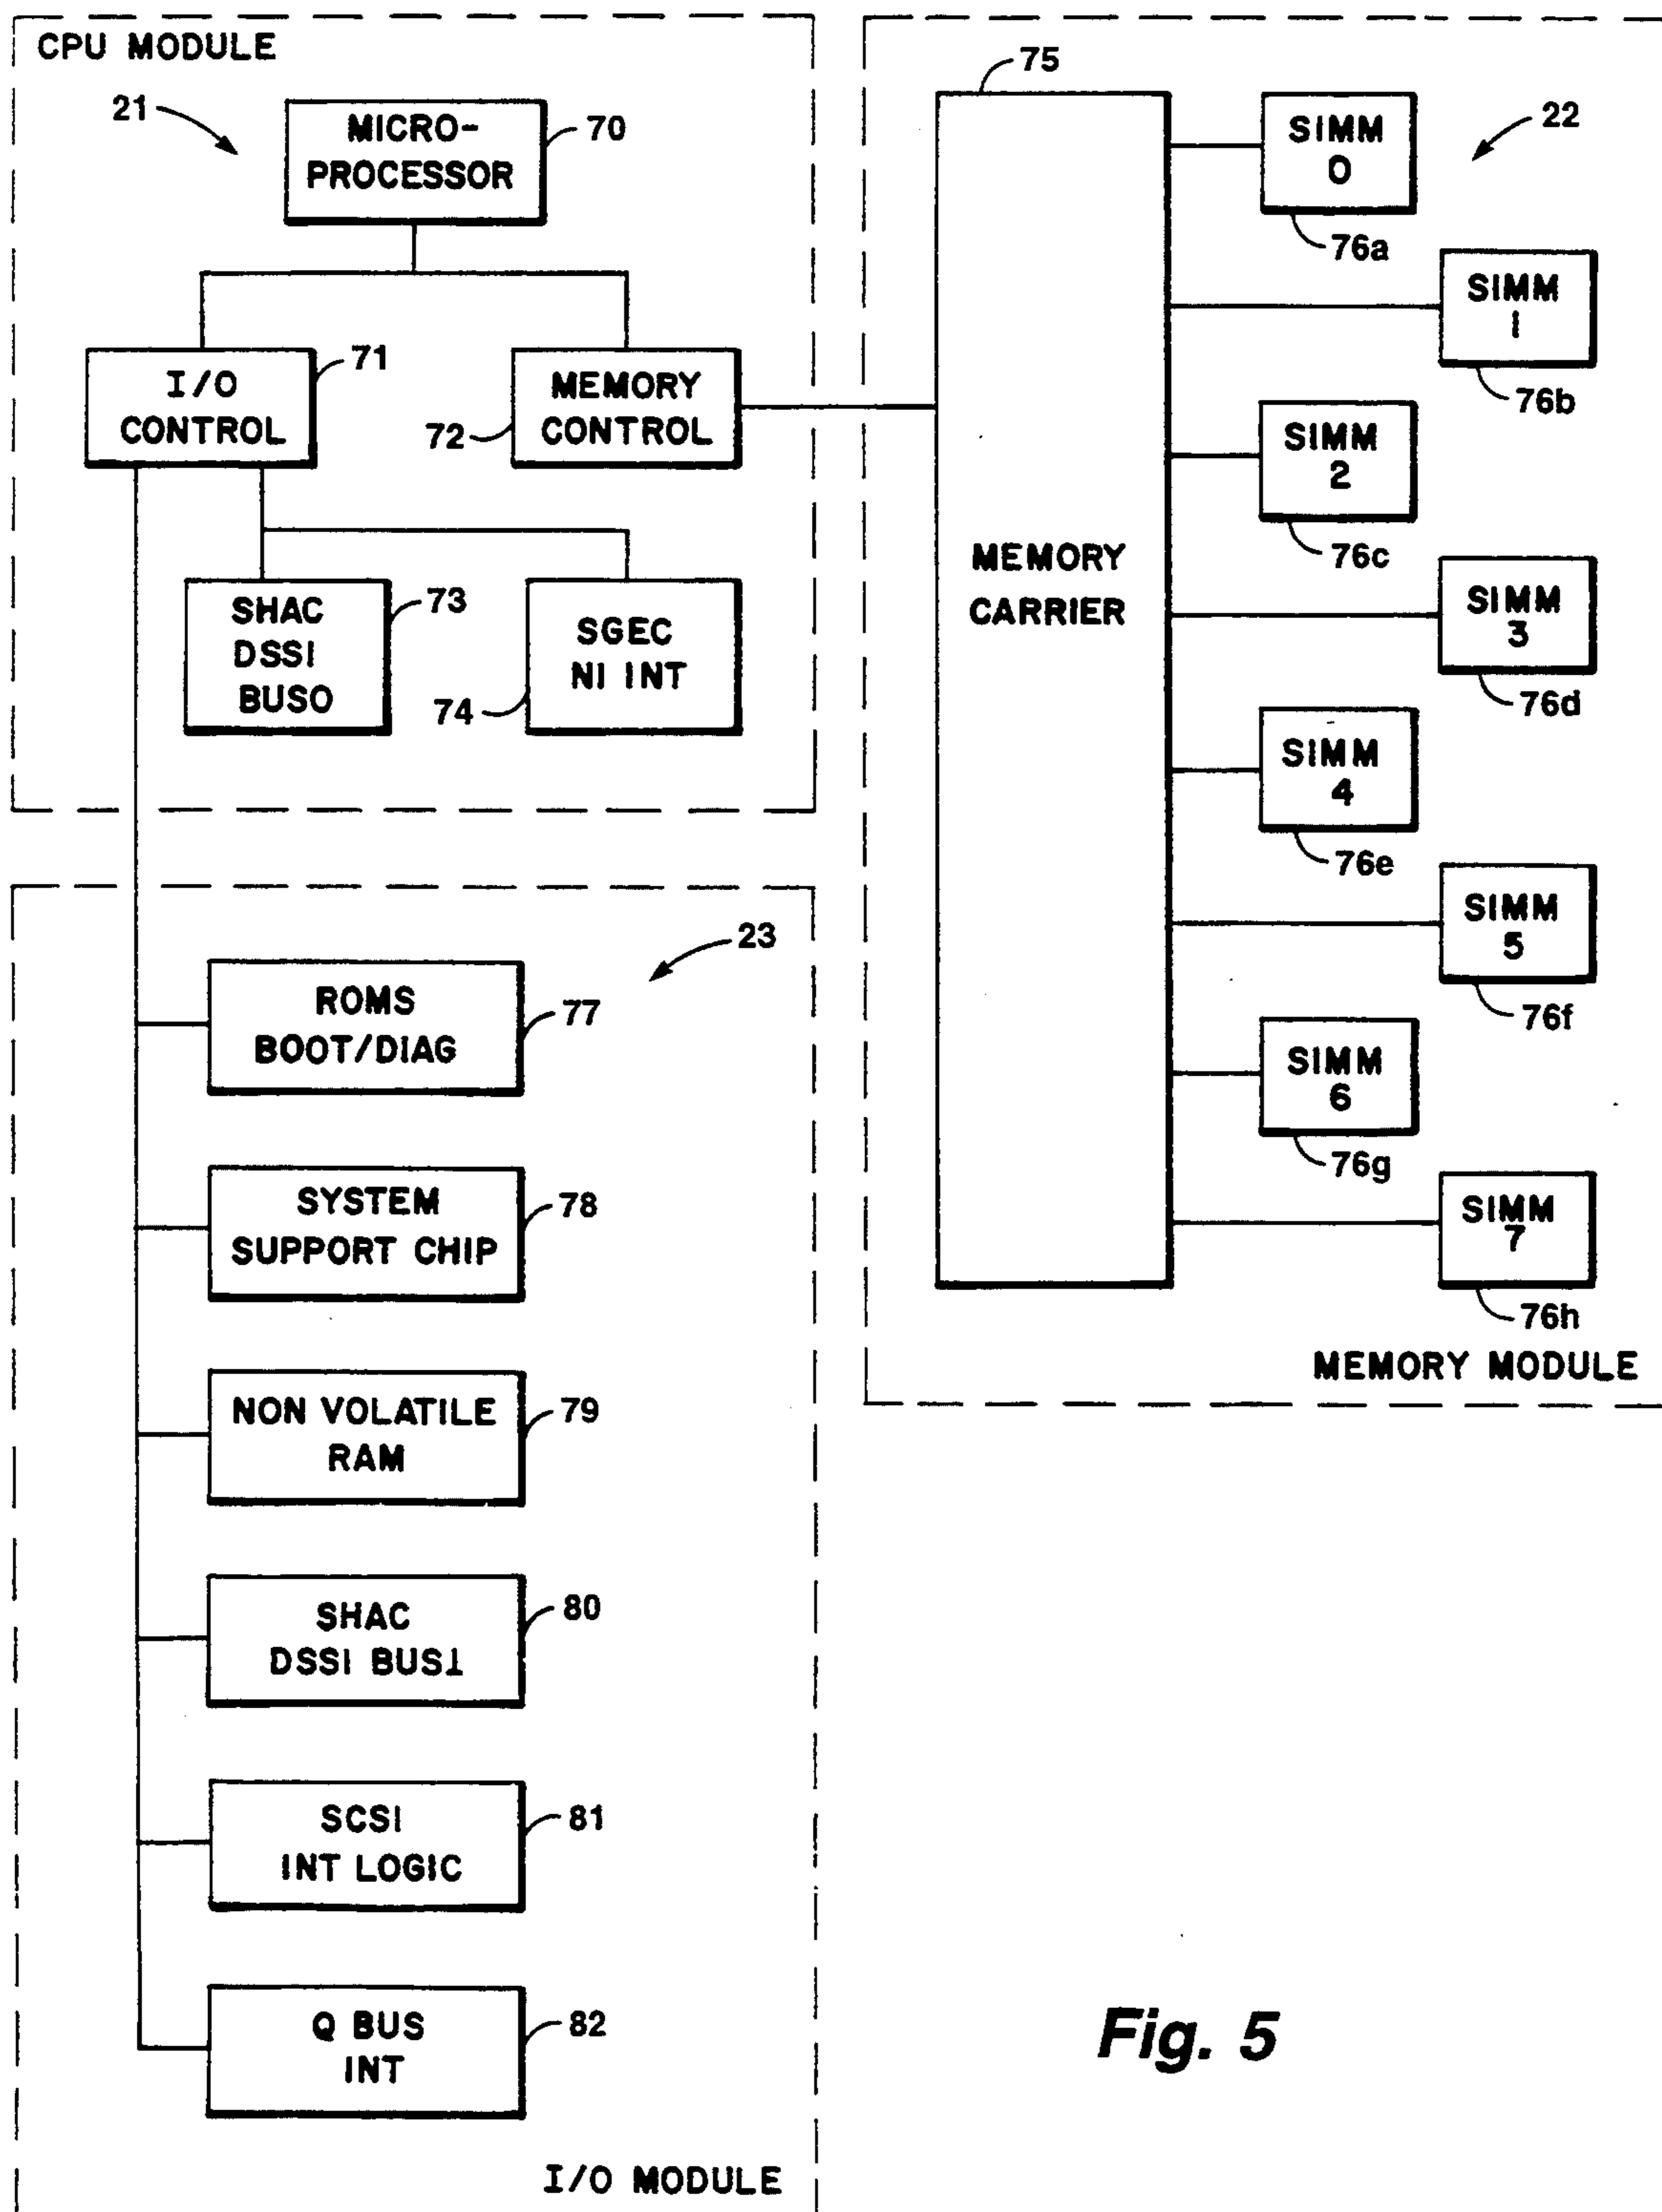 CPU MODULE
21
MICRO-
PROCESSOR
70
I/O
CONTROL
71
MEMORY
CONTROL
72
SHAC
DSSI
BUS0
73
SGEC
NI INT
74
75
MEMORY
CARRIER
22
SIMM
0
76a
SIMM
1
76b
SIMM
2
76c
SIMM
3
76d
SIMM
4
76e
SIMM
5
76f
SIMM
6
76g
SIMM
7
76h
MEMORY MODULE
23
ROMS
BOOT/DIAG
77
SYSTEM
SUPPORT CHIP
78
NON VOLATILE
RAM
79
SHAC
DSSI BUS1
80
SCSI
INT LOGIC
81
Q BUS
INT
82
I/O MODULE
Fig. 5